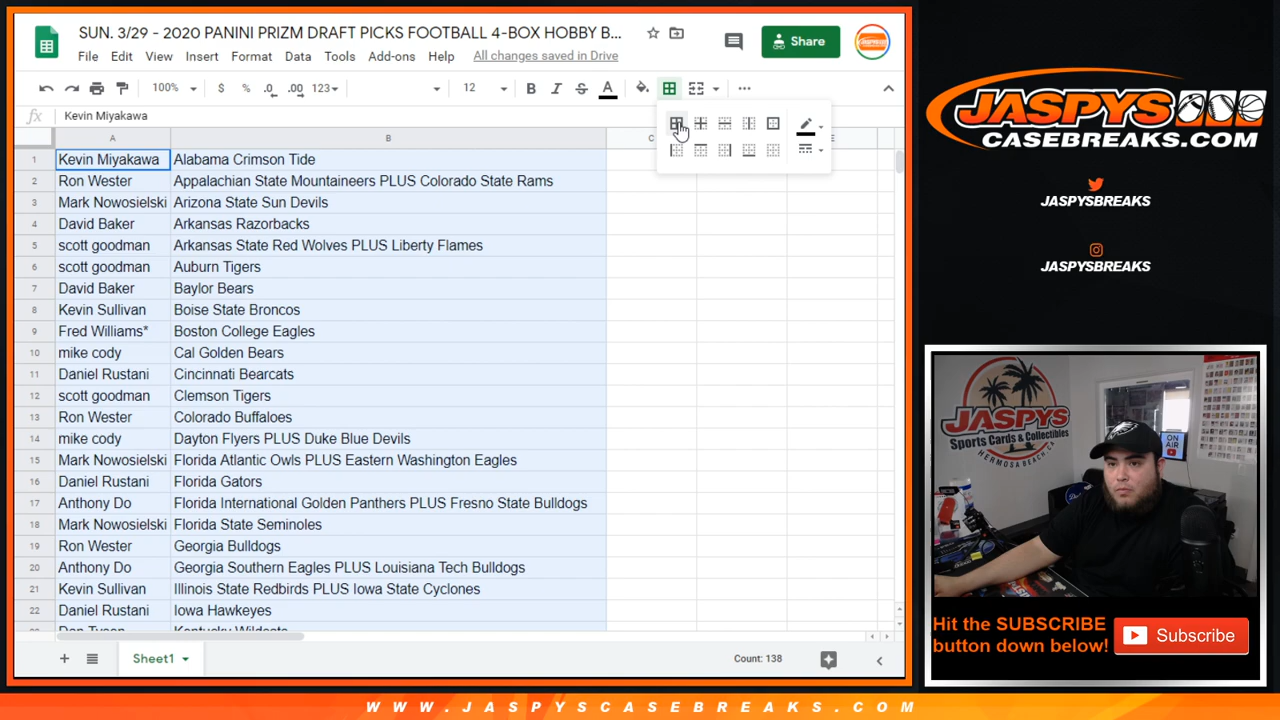 SUN. 3/29 - 2020 PANINI PRIZM DRAFT PICKS FOOTBALL 4-BOX HOBBY B...
File Edit View Insert Format Data Tools Add-ons Help All changes saved in Drive
Share
100% $ % .0 .00 123 12 B I S A
fx Kevin Miyakawa
A B C E
1 Kevin Miyakawa Alabama Crimson Tide
2 Ron Wester Appalachian State Mountaineers PLUS Colorado State Rams
3 Mark Nowosielski Arizona State Sun Devils
4 David Baker Arkansas Razorbacks
5 scott goodman Arkansas State Red Wolves PLUS Liberty Flames
6 scott goodman Auburn Tigers
7 David Baker Baylor Bears
8 Kevin Sullivan Boise State Broncos
9 Fred Williams* Boston College Eagles
10 mike cody Cal Golden Bears
11 Daniel Rustani Cincinnati Bearcats
12 scott goodman Clemson Tigers
13 Ron Wester Colorado Buffaloes
14 mike cody Dayton Flyers PLUS Duke Blue Devils
15 Mark Nowosielski Florida Atlantic Owls PLUS Eastern Washington Eagles
16 Daniel Rustani Florida Gators
17 Anthony Do Florida International Golden Panthers PLUS Fresno State Bulldogs
18 Mark Nowosielski Florida State Seminoles
19 Ron Wester Georgia Bulldogs
20 Anthony Do Georgia Southern Eagles PLUS Louisiana Tech Bulldogs
21 Kevin Sullivan Illinois State Redbirds PLUS Iowa State Cyclones
22 Daniel Rustani Iowa Hawkeyes
Kentucky Wildcats
Sheet1
Count: 138
JASPYS
CASEBREAKS.COM
JASPYSBREAKS
JASPYSBREAKS
JASPYS
Sports Cards & Collectibles
HERMOSA BEACH, CA
ON AIR
Hit the SUBSCRIBE
button down below!
Subscribe
WWW.JASPYSCASEBREAKS.COM